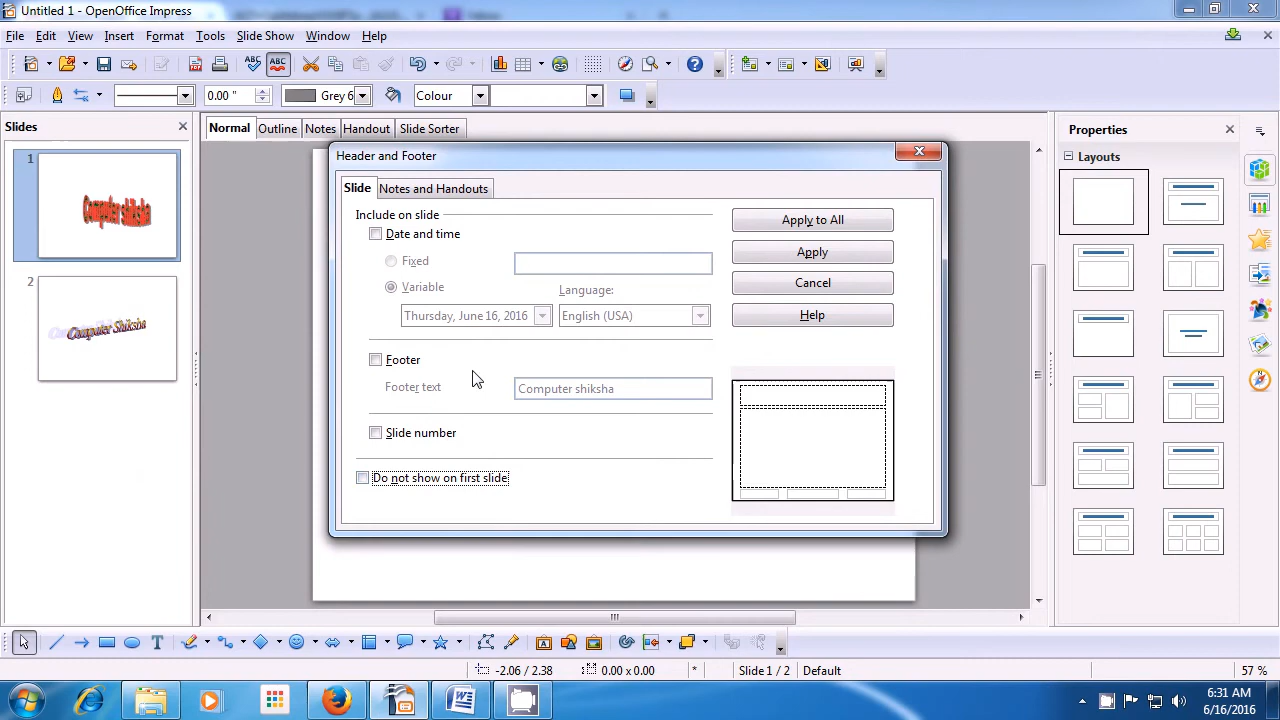 Untitled 1 - OpenOffice Impress
File Edit View Insert Format Tools Slide Show Window Help
0.00 " Grey 6 Colour
Slides
Normal Outline Notes Handout Slide Sorter
Properties
Layouts
1
Computer shiksha
2
Computer Shiksha
Header and Footer
Slide Notes and Handouts
Include on slide
Date and time
Fixed
Variable
Language:
Thursday, June 16, 2016 English (USA)
Footer
Footer text Computer shiksha
Slide number
Do not show on first slide
Apply to All
Apply
Cancel
Help
-2.06 / 2.38 0.00 x 0.00 * Slide 1 / 2 Default 57 %
6:31 AM
6/16/2016